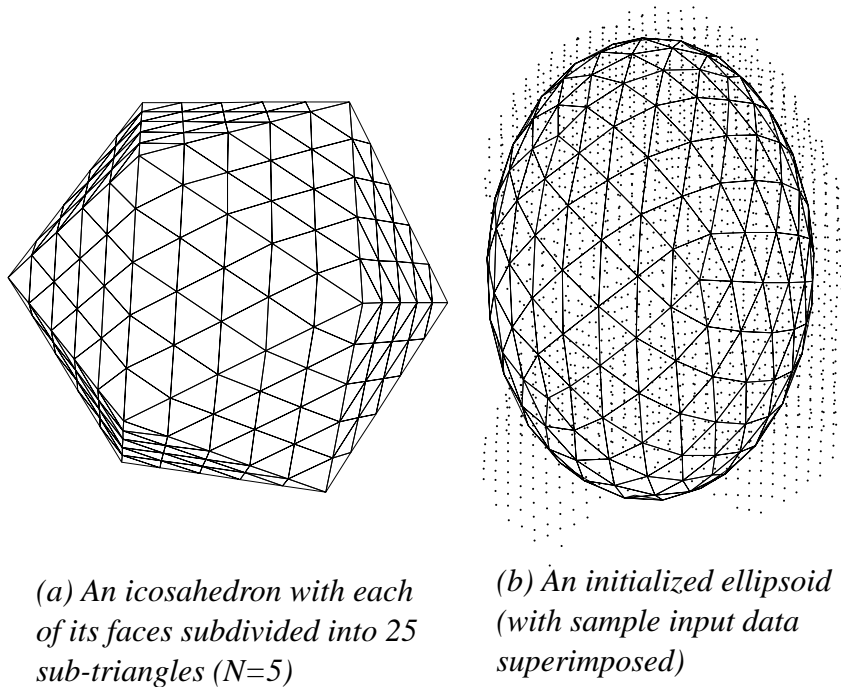 (a) An icosahedron with each
of its faces subdivided into 25
sub-triangles (N=5)
(b) An initialized ellipsoid
(with sample input data
superimposed)